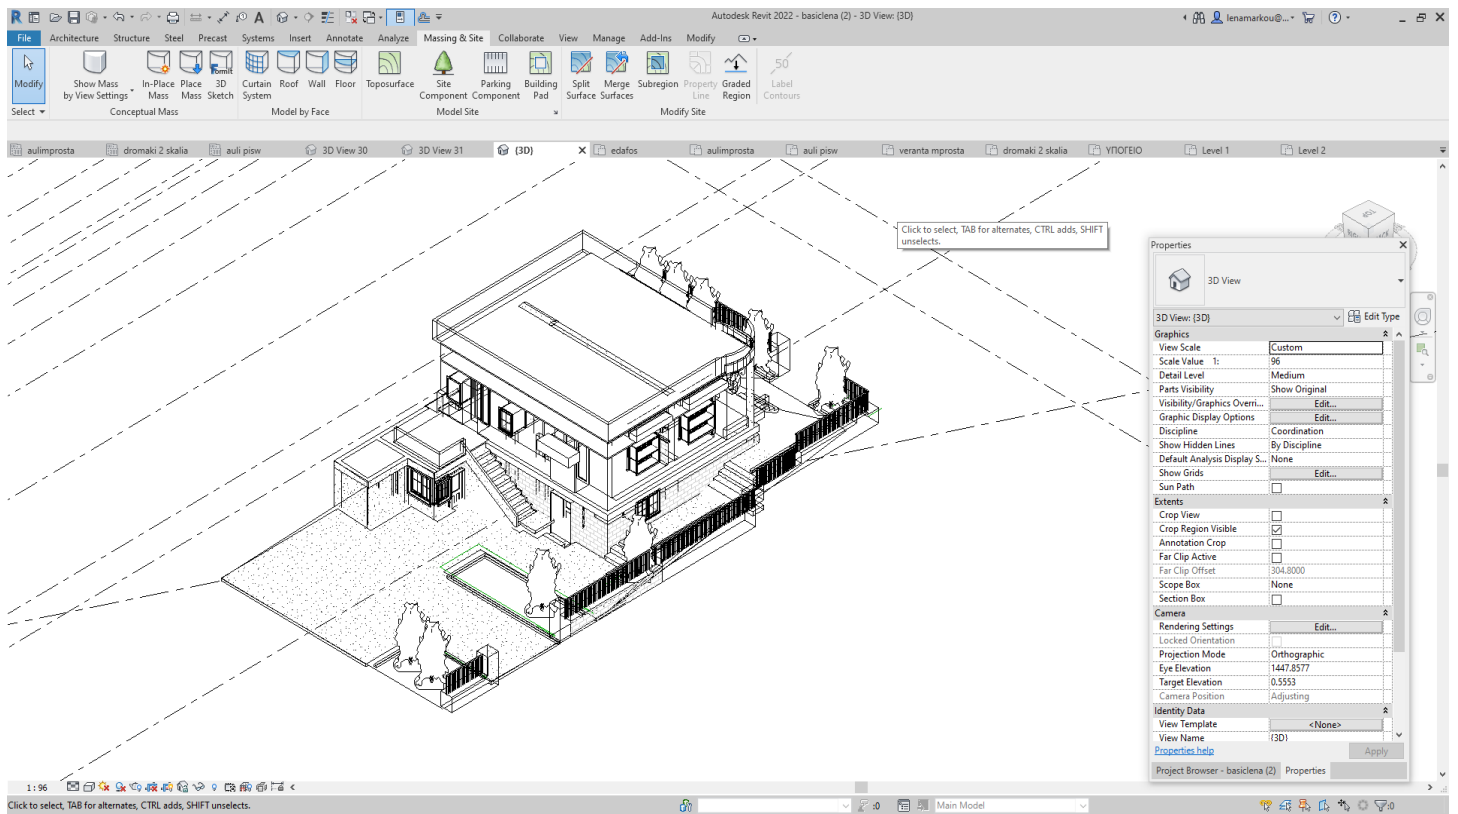 Autodesk Revit 2022 - basiclena (2) - 3D View: {3D}
lenamarkou@...
File Architecture Structure Steel Precast Systems Insert Annotate Analyze Massing & Site Collaborate View Manage Add-Ins Modify
Modify
Show Mass
by View Settings
In-Place
Mass
Place
Mass
3D
Sketch
FormIt
Curtain
System
Roof
Wall
Floor
Toposurface
Site
Component
Parking
Component
Building
Pad
Split
Surface
Merge
Surfaces
Subregion
Property
Line
Graded
Region
50
Label
Contours
Select
Conceptual Mass
Model by Face
Model Site
Modify Site
aulimprosta dromaki 2 skalia auli pisw 3D View 30 3D View 31 {3D} edafos aulimprosta auli pisw veranta mprosta dromaki 2 skalia ΥΠΟΓΕΙΟ Level 1 Level 2
Click to select, TAB for alternates, CTRL adds, SHIFT
unselects.
Properties
3D View
3D View: {3D} Edit Type
Graphics
View Scale Custom
Scale Value 1: 96
Detail Level Medium
Parts Visibility Show Original
Visibility/Graphics Overri... Edit...
Graphic Display Options Edit...
Discipline Coordination
Show Hidden Lines By Discipline
Default Analysis Display S... None
Show Grids Edit...
Sun Path
Extents
Crop View
Crop Region Visible
Annotation Crop
Far Clip Active
Far Clip Offset 304.8000
Scope Box None
Section Box
Camera
Rendering Settings Edit...
Locked Orientation
Projection Mode Orthographic
Eye Elevation 1447.8577
Target Elevation 0.5553
Camera Position Adjusting
Identity Data
View Template <None>
View Name {3D}
Properties help Apply
Project Browser - basiclena (2) Properties
1 : 96
Click to select, TAB for alternates, CTRL adds, SHIFT unselects.
:0
Main Model
:0